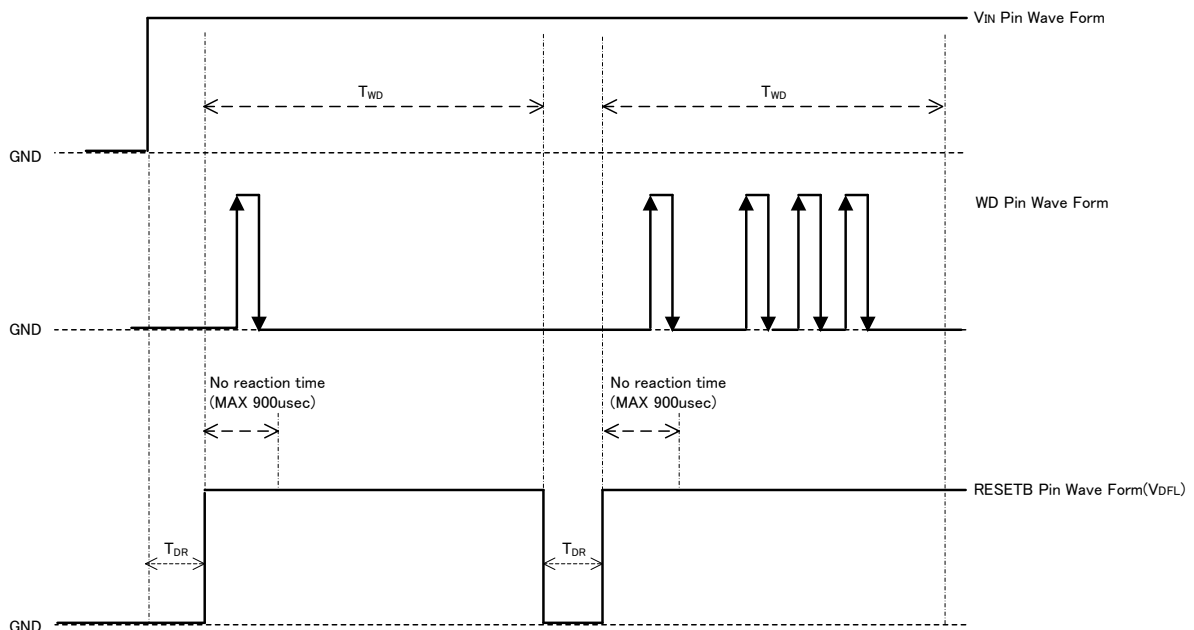 VIN Pin Wave Form
TWD
TWD
GND
WD Pin Wave Form
GND
No reaction time
(MAX 900usec)
No reaction time
(MAX 900usec)
RESETB Pin Wave Form(VDFL)
TDR
TDR
GND